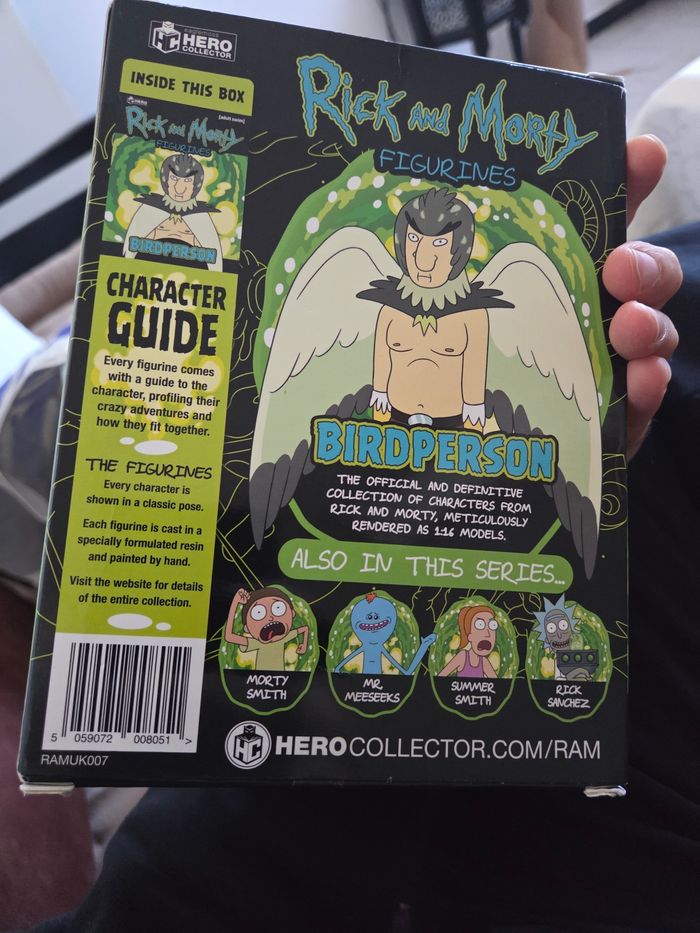 eaglemoss
HERO
COLLECTOR
INSIDE THIS BOX
HERO
[adult swim]
RICK AND MORTY
FIGURINES
BIRDPERSON
CHARACTER
GUIDE
Every figurine comes
with a guide to the
character, profiling their
crazy adventures and
how they fit together.
THE FIGURINES
Every character is
shown in a classic pose.
Each figurine is cast in a
specially formulated resin
and painted by hand.
Visit the website for details
of the entire collection.
5 059072 008051 >
RAMUK007
RICK AND MORTY
FIGURINES
BIRDPERSON
THE OFFICIAL AND DEFINITIVE
COLLECTION OF CHARACTERS FROM
RICK AND MORTY, METICULOUSLY
RENDERED AS 1:16 MODELS.
ALSO IN THIS SERIES...
MORTY
SMITH
MR.
MEESEEKS
SUMMER
SMITH
RICK
SANCHEZ
HEROCOLLECTOR.COM/RAM